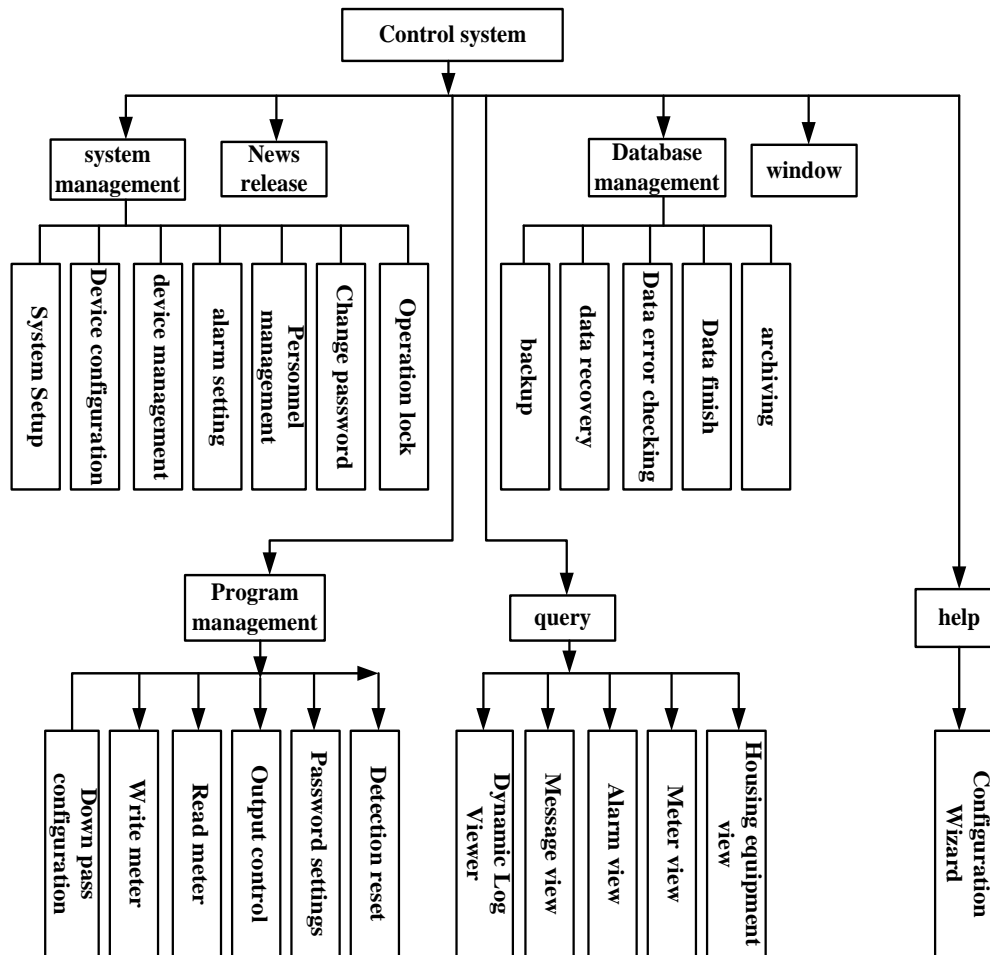 Control system
system
management
News
release
Database
management
window
System Setup
Device configuration
device management
alarm setting
Personnel
management
Change password
Operation lock
backup
data recovery
Data error checking
Data finish
archiving
Program
management
query
help
Down pass
configuration
Write meter
Read meter
Output control
Password settings
Detection reset
Dynamic Log
Viewer
Message view
Alarm view
Meter view
Housing equipment
view
Configuration
Wizard